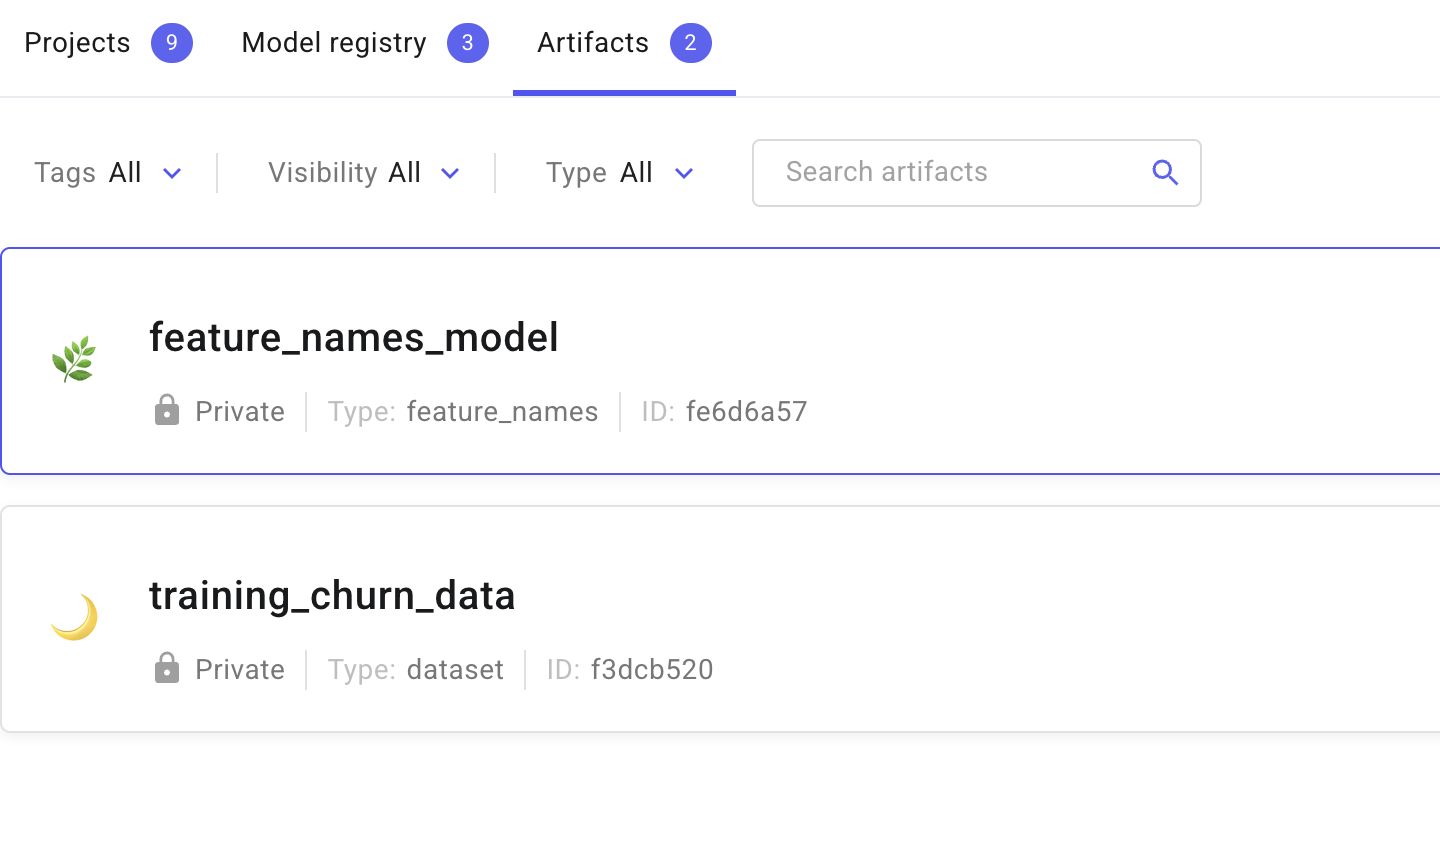 Projects 9 Model registry 3 Artifacts 2
Tags All Visibility All Type All Search artifacts
feature_names_model
Private Type: feature_names ID: fe6d6a57
training_churn_data
Private Type: dataset ID: f3dcb520